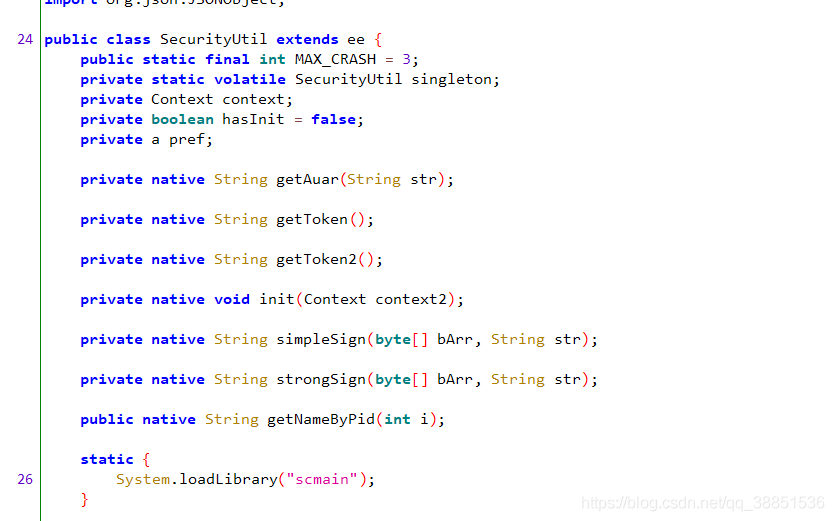 import org.json.JSONObject;
24 public class SecurityUtil extends ee {
public static final int MAX_CRASH = 3;
private static volatile SecurityUtil singleton;
private Context context;
private boolean hasInit = false;
private a pref;
private native String getAuar(String str);
private native String getToken();
private native String getToken2();
private native void init(Context context2);
private native String simpleSign(byte[] bArr, String str);
private native String strongSign(byte[] bArr, String str);
public native String getNameByPid(int i);
static {
26 System.loadLibrary("scmain");
}
https://blog.csdn.net/qq_38851536